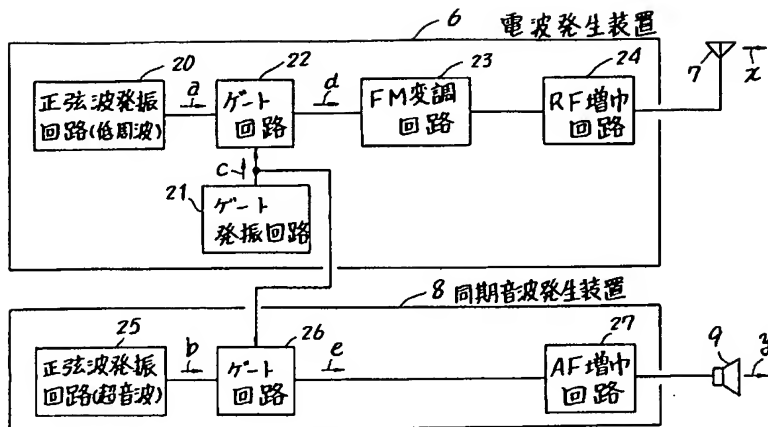 6 電波発生装置
20
22
23
24
7
x
正弦波発振
回路(低周波)
a
ゲート
回路
d
FM変調
回路
RF増巾
回路
c
21
ゲート
発振回路
8 同期音波発生装置
25
26
27
9
正弦波発振
回路(超音波)
b
ゲート
回路
e
AF増巾
回路
y